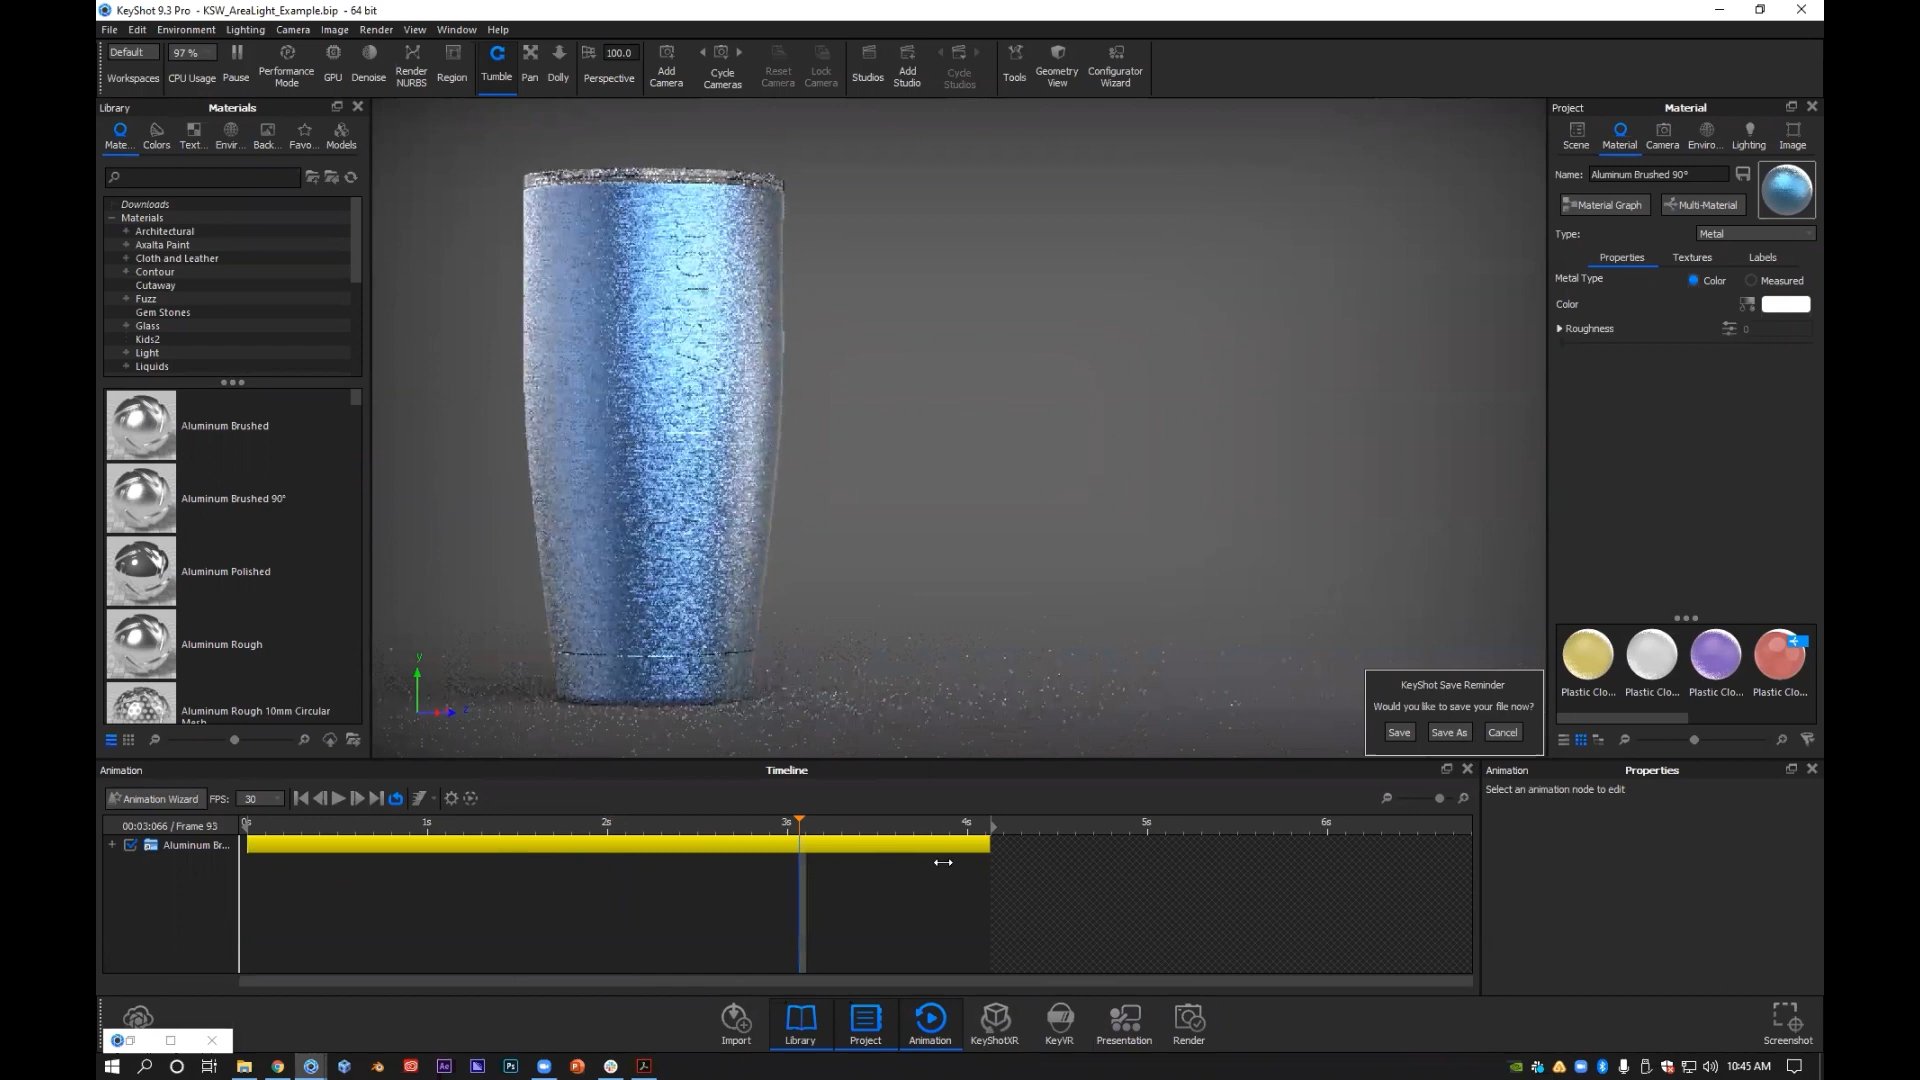 KeyShot 9.3 Pro - KSW_AreaLight_Example.bip - 64 bit
File Edit Environment Lighting Camera Image Render View Window Help
Default 97 % 100.0
Workspaces CPU Usage Pause Performance Mode GPU Denoise Render NURBS Region Tumble Pan Dolly Perspective Add Camera Cycle Cameras Reset Camera Lock Camera Studios Add Studio Cycle Studios Tools Geometry View Configurator Wizard
Library Materials
Mate... Colors Text... Envir... Back... Favo... Models
Downloads
Materials
Architectural
Axalta Paint
Cloth and Leather
Contour
Cutaway
Fuzz
Gem Stones
Glass
Kids2
Light
Liquids
Aluminum Brushed
Aluminum Brushed 90°
Aluminum Polished
Aluminum Rough
Aluminum Rough 10mm Circular
Mesh
y
z
Project Material
Scene Material Camera Enviro... Lighting Image
Name: Aluminum Brushed 90°
Material Graph Multi-Material
Type: Metal
Properties Textures Labels
Metal Type Color Measured
Color
Roughness 0
Plastic Clo... Plastic Clo... Plastic Clo... Plastic Clo...
KeyShot Save Reminder
Would you like to save your file now?
Save Save As Cancel
Animation Timeline
Animation Wizard FPS: 30
00:03:066 / Frame 93 0s 1s 2s 3s 4s 5s 6s
Aluminum Br...
Animation Properties
Select an animation node to edit
Import Library Project Animation KeyShotXR KeyVR Presentation Render Screenshot
Ae Ps
10:45 AM